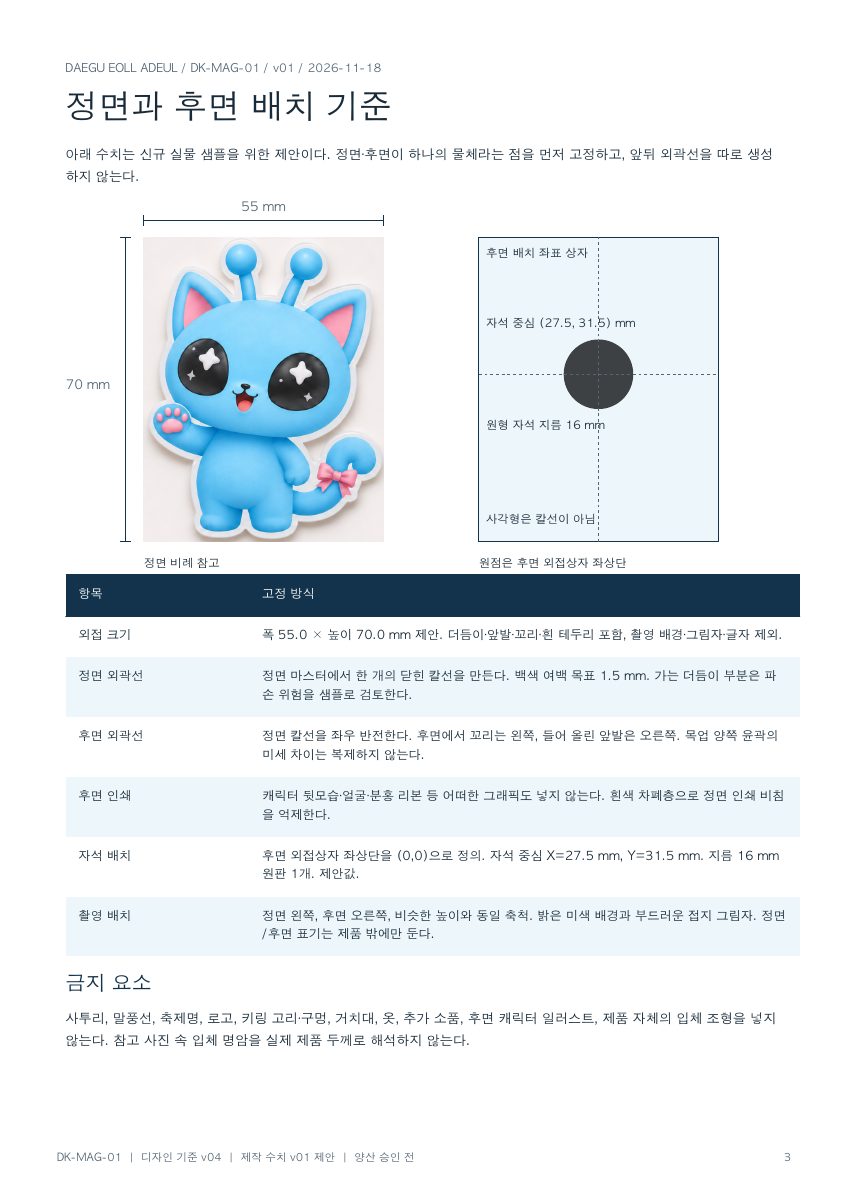 DAEGU EOLL ADEUL / DK-MAG-01 / v01 / 2026-11-18
정면과 후면 배치 기준
아래 수치는 신규 실물 샘플을 위한 제안이다. 정면·후면이 하나의 물체라는 점을 먼저 고정하고, 앞뒤 외곽선을 따로 생성
하지 않는다.
55 mm
70 mm
후면 배치 좌표 상자
자석 중심 (27.5, 31.5) mm
원형 자석 지름 16 mm
사각형은 칼선이 아님
정면 비례 참고
원점은 후면 외접상자 좌상단
항목 고정 방식
외접 크기 폭 55.0 × 높이 70.0 mm 제안. 더듬이·앞발·꼬리·흰 테두리 포함, 촬영 배경·그림자·글자 제외.
정면 외곽선 정면 마스터에서 한 개의 닫힌 칼선을 만든다. 백색 여백 목표 1.5 mm. 가는 더듬이 부분은 파
손 위험을 샘플로 검토한다.
후면 외곽선 정면 칼선을 좌우 반전한다. 후면에서 꼬리는 왼쪽, 들어 올린 앞발은 오른쪽. 목업 양쪽 윤곽의
미세 차이는 복제하지 않는다.
후면 인쇄 캐릭터 뒷모습·얼굴·분홍 리본 등 어떠한 그래픽도 넣지 않는다. 흰색 차폐층으로 정면 인쇄 비침
을 억제한다.
자석 배치 후면 외접상자 좌상단을 (0,0)으로 정의. 자석 중심 X=27.5 mm, Y=31.5 mm. 지름 16 mm
원판 1개. 제안값.
촬영 배치 정면 왼쪽, 후면 오른쪽, 비슷한 높이와 동일 축척. 밝은 미색 배경과 부드러운 접지 그림자. 정면
/후면 표기는 제품 밖에만 둔다.
금지 요소
사투리, 말풍선, 축제명, 로고, 키링 고리·구멍, 거치대, 옷, 추가 소품, 후면 캐릭터 일러스트, 제품 자체의 입체 조형을 넣지
않는다. 참고 사진 속 입체 명암을 실제 제품 두께로 해석하지 않는다.
DK-MAG-01 | 디자인 기준 v04 | 제작 수치 v01 제안 | 양산 승인 전
3